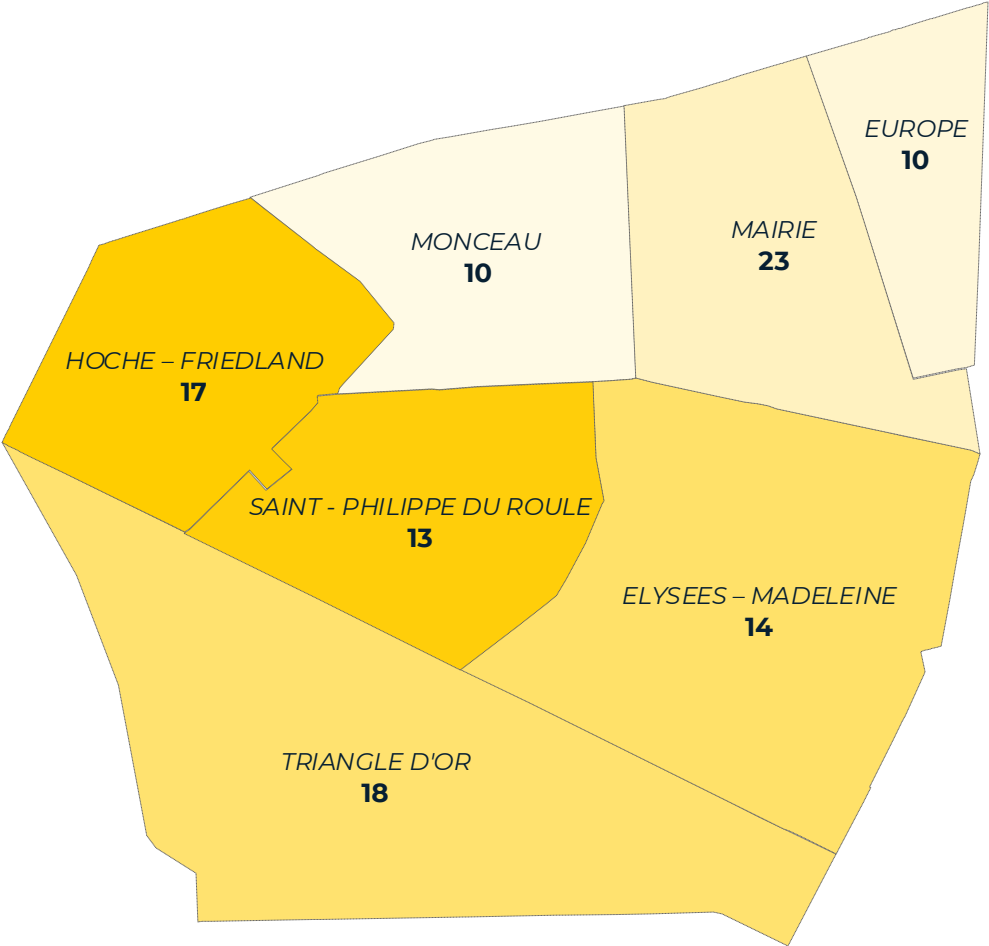 EUROPE
10
MAIRIE
23
MONCEAU
10
HOCHE – FRIEDLAND
17
SAINT - PHILIPPE DU ROULE
13
ELYSEES – MADELEINE
14
TRIANGLE D'OR
18